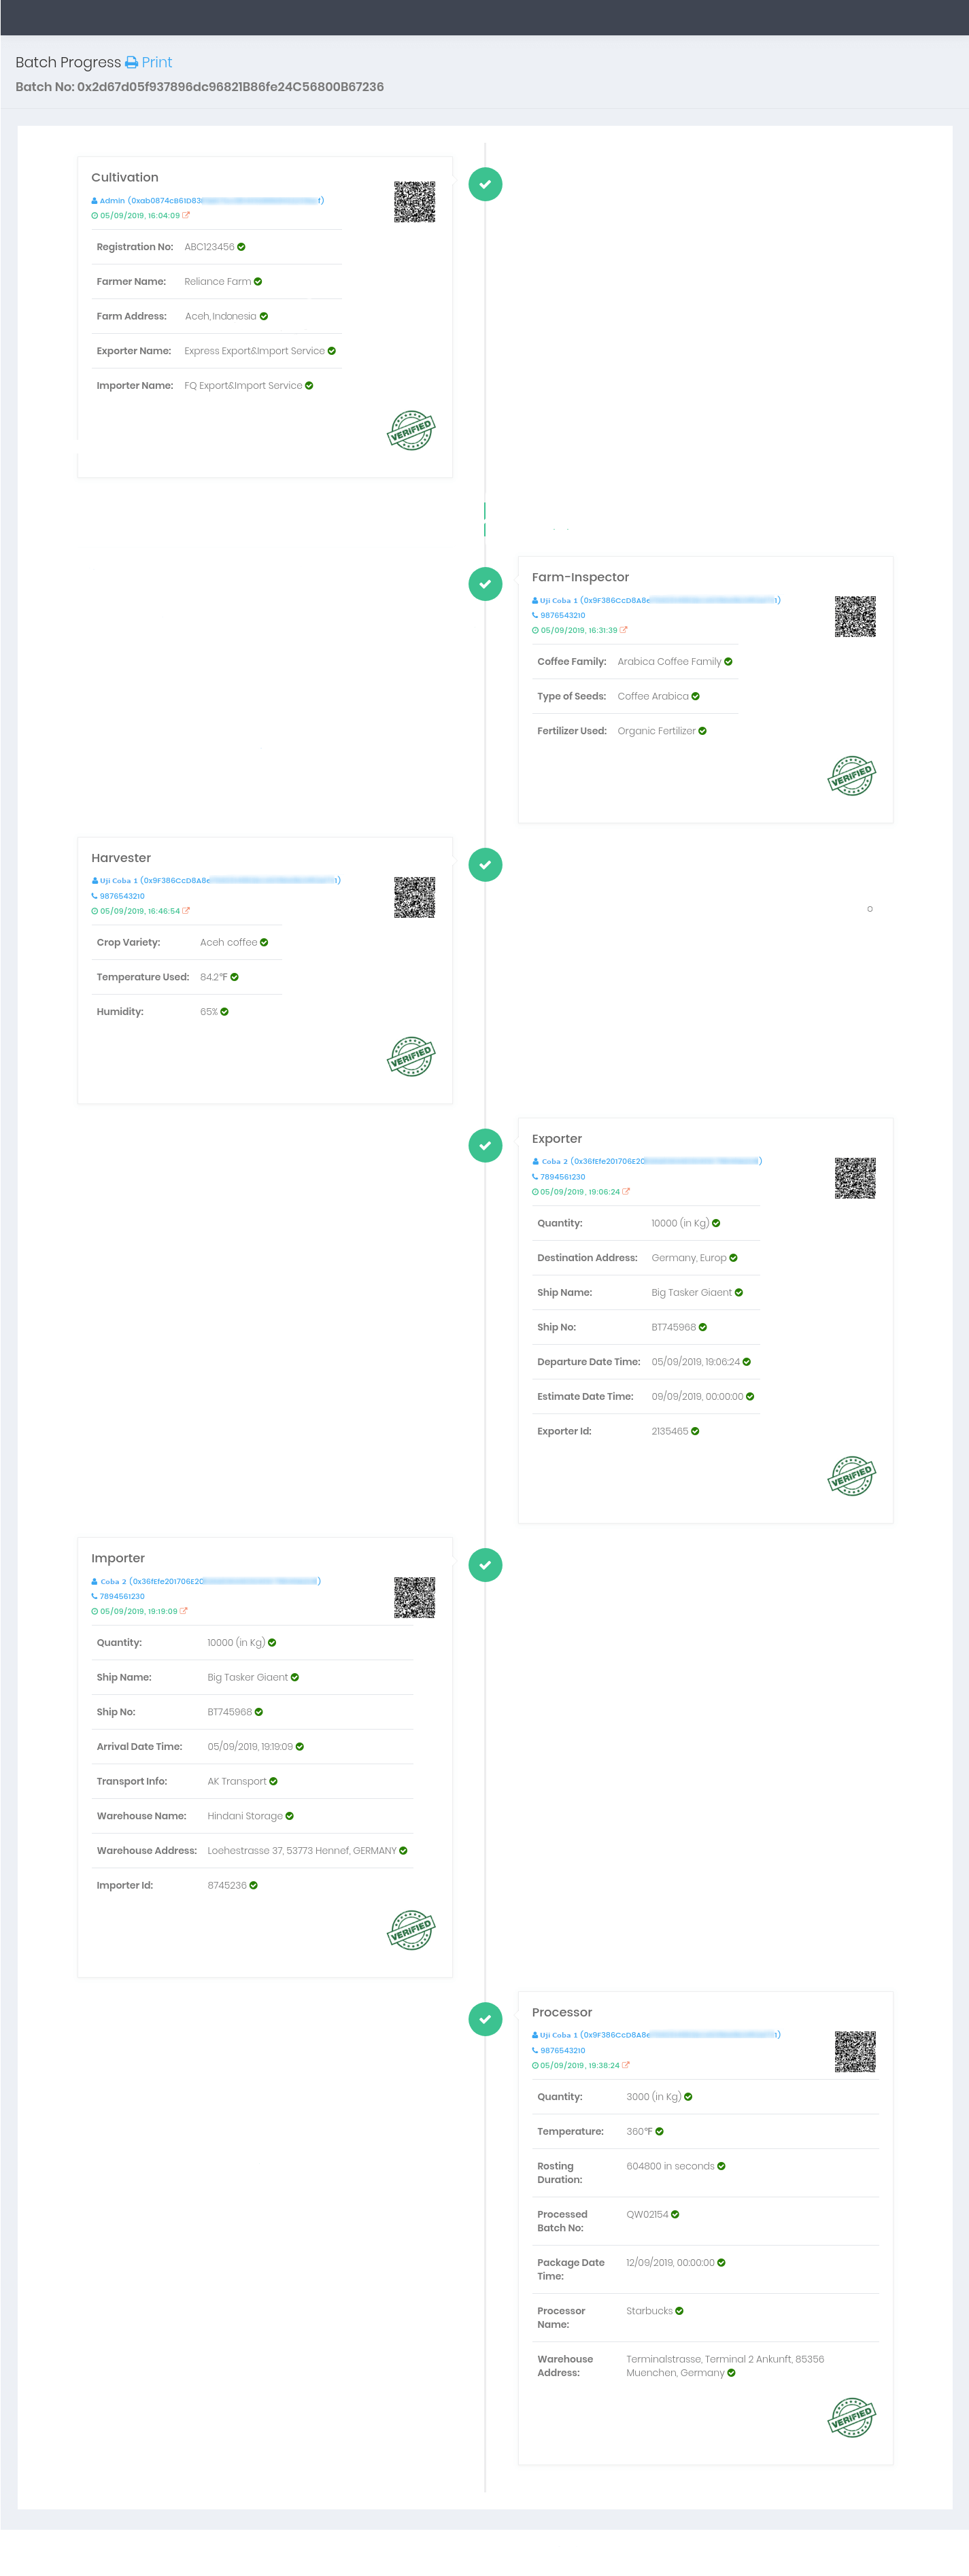 Batch Progress Print
Batch No: 0x2d67d05f937896dc96821B86fe24C56800B67236
Cultivation
Admin (0xab0874cB61D83 f)
05/09/2019, 16:04:09
Registration No: ABC123456
Farmer Name: Reliance Farm
Farm Address: Aceh, Indonesia
Exporter Name: Express Export&Import Service
Importer Name: FQ Export&Import Service
VERIFIED
Farm-Inspector
Uji Coba 1 (0x9F386CcD8A8e 1)
9876543210
05/09/2019, 16:31:39
Coffee Family: Arabica Coffee Family
Type of Seeds: Coffee Arabica
Fertilizer Used: Organic Fertilizer
VERIFIED
Harvester
Uji Coba 1 (0x9F386CcD8A8e 1)
9876543210
05/09/2019, 16:46:54
Crop Variety: Aceh coffee
Temperature Used: 84.2°F
Humidity: 65%
VERIFIED
Exporter
Coba 2 (0x36fEfe201706E20 )
7894561230
05/09/2019, 19:06:24
Quantity: 10000 (in Kg)
Destination Address: Germany, Europ
Ship Name: Big Tasker Giaent
Ship No: BT745968
Departure Date Time: 05/09/2019, 19:06:24
Estimate Date Time: 09/09/2019, 00:00:00
Exporter Id: 2135465
VERIFIED
Importer
Coba 2 (0x36fEfe201706E20 )
7894561230
05/09/2019, 19:19:09
Quantity: 10000 (in Kg)
Ship Name: Big Tasker Giaent
Ship No: BT745968
Arrival Date Time: 05/09/2019, 19:19:09
Transport Info: AK Transport
Warehouse Name: Hindani Storage
Warehouse Address: Loehestrasse 37, 53773 Hennef, GERMANY
Importer Id: 8745236
VERIFIED
Processor
Uji Coba 1 (0x9F386CcD8A8e 1)
9876543210
05/09/2019, 19:38:24
Quantity: 3000 (in Kg)
Temperature: 360°F
Rosting 604800 in seconds
Duration:
Processed QW02154
Batch No:
Package Date 12/09/2019, 00:00:00
Time:
Processor Starbucks
Name:
Warehouse Terminalstrasse, Terminal 2 Ankunft, 85356
Address: Muenchen, Germany
VERIFIED